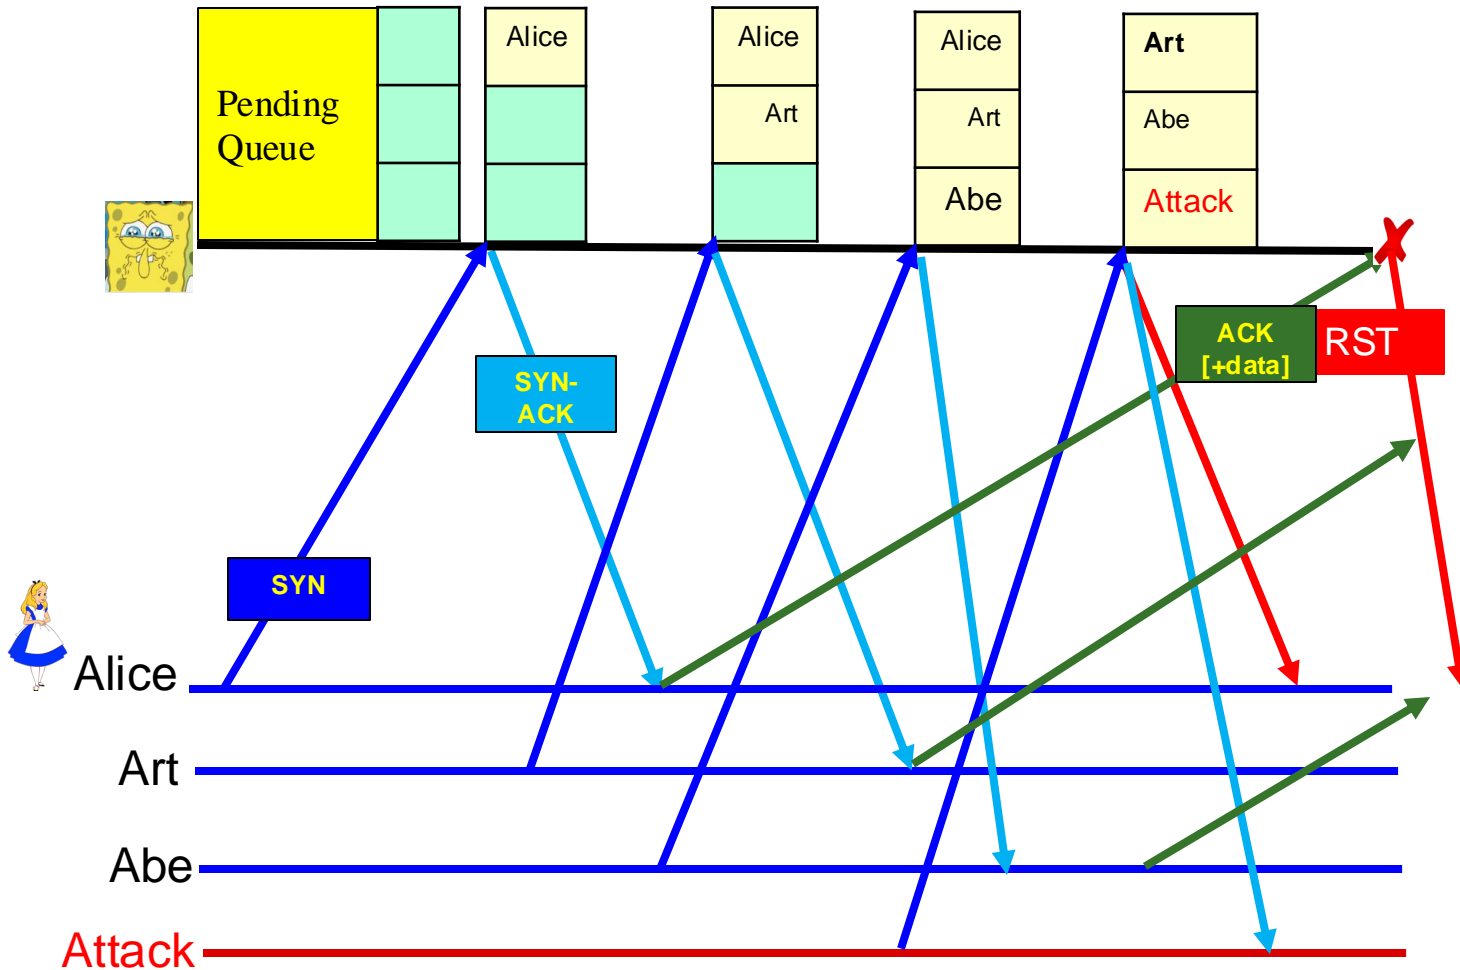 Pending
Queue
Alice
Alice
Art
Alice
Art
Abe
Art
Abe
Attack
SYN
SYN-
ACK
ACK
[+data]
RST
Alice
Art
Abe
Attack